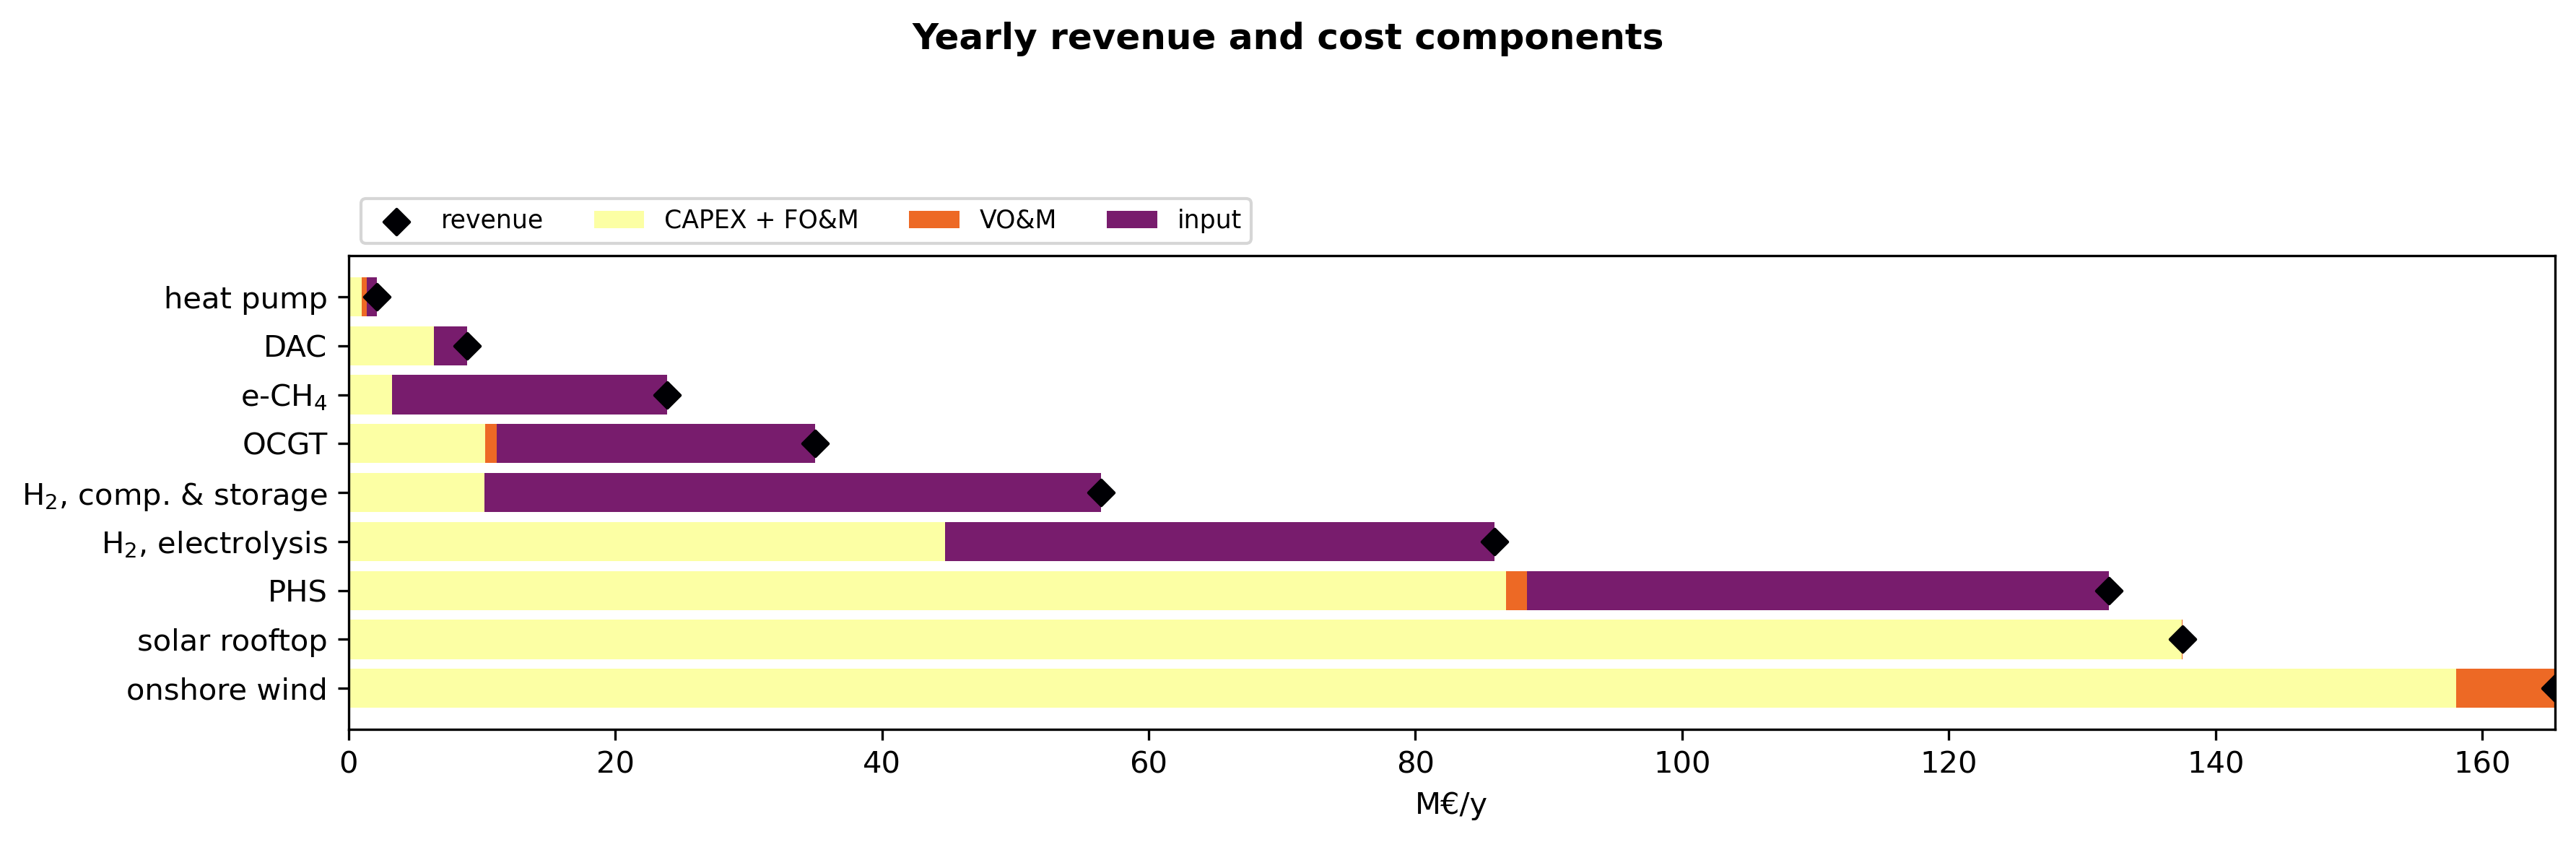 Yearly revenue and cost components
revenue CAPEX + FO&M VO&M input
heat pump
DAC
e-CH₄
OCGT
H₂, comp. & storage
H₂, electrolysis
PHS
solar rooftop
onshore wind
0 20 40 60 80 100 120 140 160
M€/y